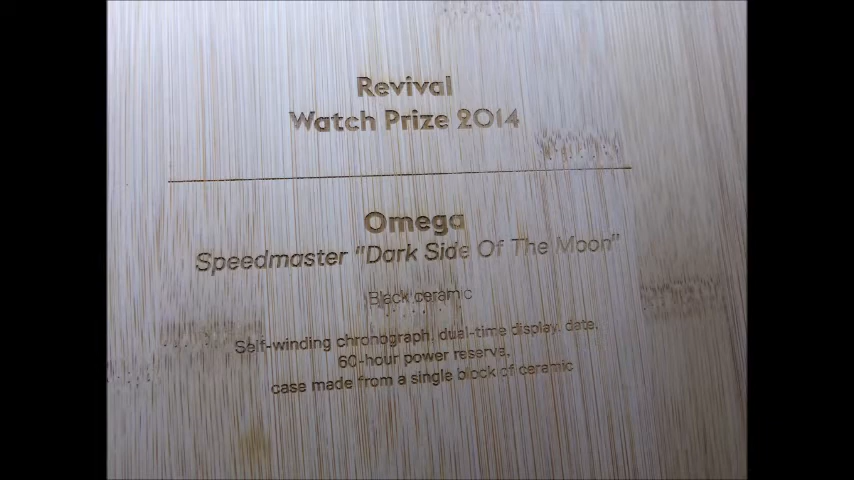 Revival
Watch Prize 2014
Omega
Speedmaster "Dark Side Of The Moon"
Black ceramic
Self-winding chronograph, dual-time display, date,
60-hour power reserve,
case made from a single block of ceramic